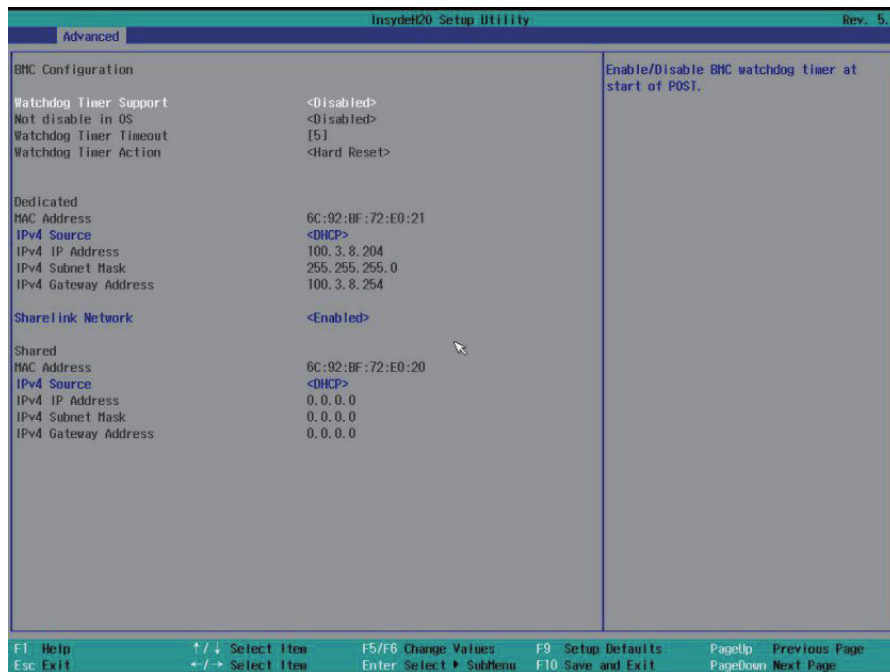 InsydeH20 Setup Utility Rev. 5.
Advanced
BMC Configuration
Enable/Disable BMC watchdog timer at
start of POST.
Watchdog Timer Support <Disabled>
Not disable in OS <Disabled>
Watchdog Timer Timeout [5]
Watchdog Timer Action <Hard Reset>
Dedicated
MAC Address 6C:92:BF:72:E0:21
IPv4 Source <DHCP>
IPv4 IP Address 100.3.8.204
IPv4 Subnet Mask 255.255.255.0
IPv4 Gateway Address 100.3.8.254
Sharelink Network <Enabled>
Shared
MAC Address 6C:92:BF:72:E0:20
IPv4 Source <DHCP>
IPv4 IP Address 0.0.0.0
IPv4 Subnet Mask 0.0.0.0
IPv4 Gateway Address 0.0.0.0
F1 Help ↑/↓ Select Item F5/F6 Change Values F9 Setup Defaults PageUp Previous Page
Esc Exit ←/→ Select Item Enter Select ▶ SubMenu F10 Save and Exit PageDown Next Page